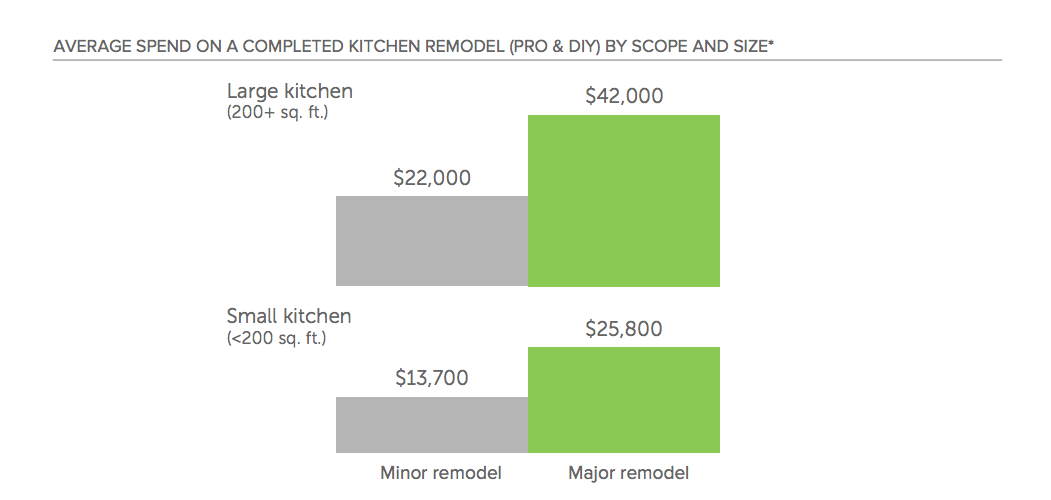 AVERAGE SPEND ON A COMPLETED KITCHEN REMODEL (PRO & DIY) BY SCOPE AND SIZE*
Large kitchen
(200+ sq. ft.)
$42,000
$22,000
Small kitchen
(<200 sq. ft.)
$25,800
$13,700
Minor remodel
Major remodel